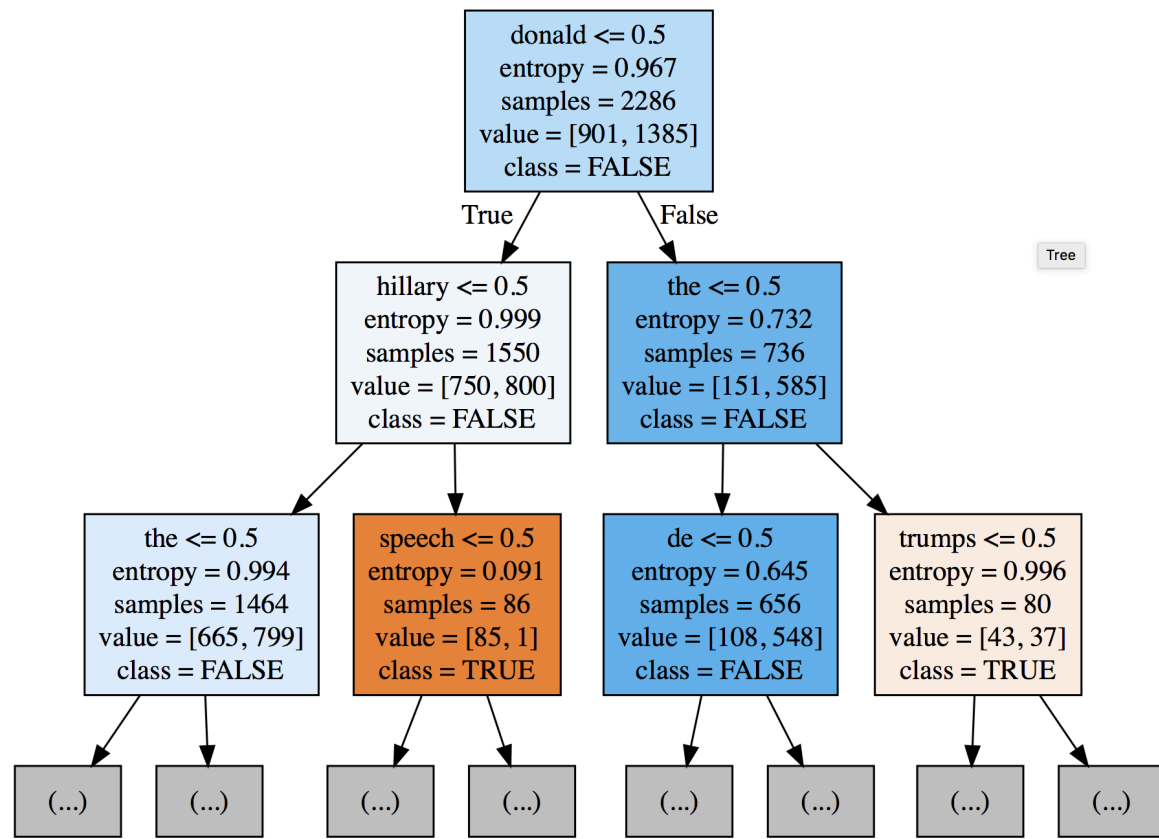 donald <= 0.5
entropy = 0.967
samples = 2286
value = [901, 1385]
class = FALSE
True
False
Tree
hillary <= 0.5
entropy = 0.999
samples = 1550
value = [750, 800]
class = FALSE
the <= 0.5
entropy = 0.732
samples = 736
value = [151, 585]
class = FALSE
the <= 0.5
entropy = 0.994
samples = 1464
value = [665, 799]
class = FALSE
speech <= 0.5
entropy = 0.091
samples = 86
value = [85, 1]
class = TRUE
de <= 0.5
entropy = 0.645
samples = 656
value = [108, 548]
class = FALSE
trumps <= 0.5
entropy = 0.996
samples = 80
value = [43, 37]
class = TRUE
(...)
(...)
(...)
(...)
(...)
(...)
(...)
(...)